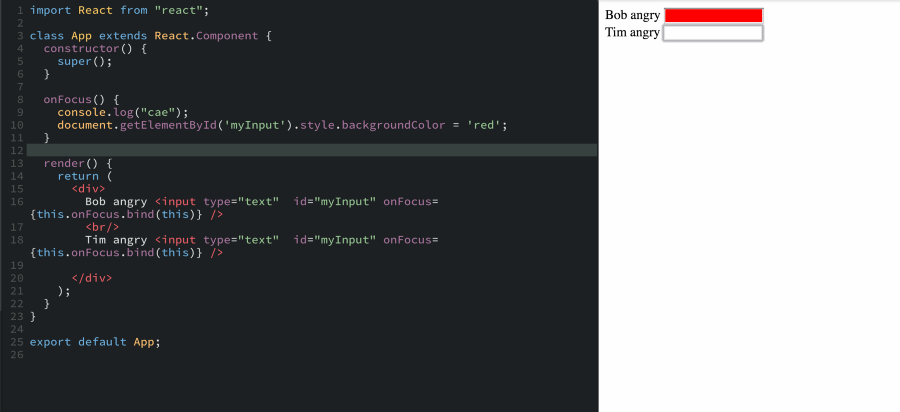 1 import React from "react";
2
3 class App extends React.Component {
4 constructor() {
5 super();
6 }
7
8 onFocus() {
9 console.log("cae");
10 document.getElementById('myInput').style.backgroundColor = 'red';
11 }
12
13 render() {
14 return (
15 <div>
16 Bob angry <input type="text"  id="myInput" onFocus=
{this.onFocus.bind(this)} />
17 <br/>
18 Tim angry <input type="text"  id="myInput" onFocus=
{this.onFocus.bind(this)} />
19
20 </div>
21 );
22 }
23 }
24
25 export default App;
26
Bob angry
Tim angry